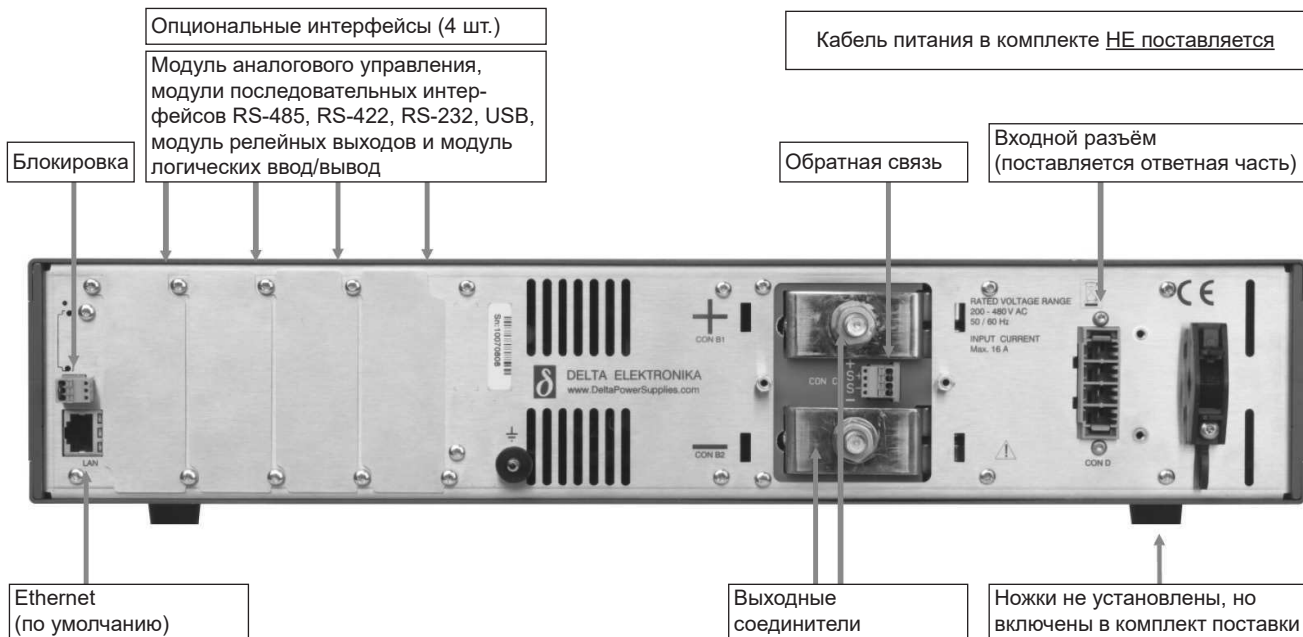 Опциональные интерфейсы (4 шт.)
Кабель питания в комплекте НЕ поставляется
Модуль аналогового управления,
модули последовательных интер-
фейсов RS-485, RS-422, RS-232, USB,
модуль релейных выходов и модуль
логических ввод/вывод
Блокировка
Обратная связь
Входной разъём
(поставляется ответная часть)
Sn:10070808
CON B1
DELTA ELEKTRONIKA
www.DeltaPowerSupplies.com
CON C
+
S
+
S
-
-
RATED VOLTAGE RANGE
200 - 480 V AC
50 / 60 Hz
INPUT CURRENT
Max. 16 A
CE
LAN
CON B2
CON D
Ethernet
(по умолчанию)
Выходные
соединители
Ножки не установлены, но
включены в комплект поставки